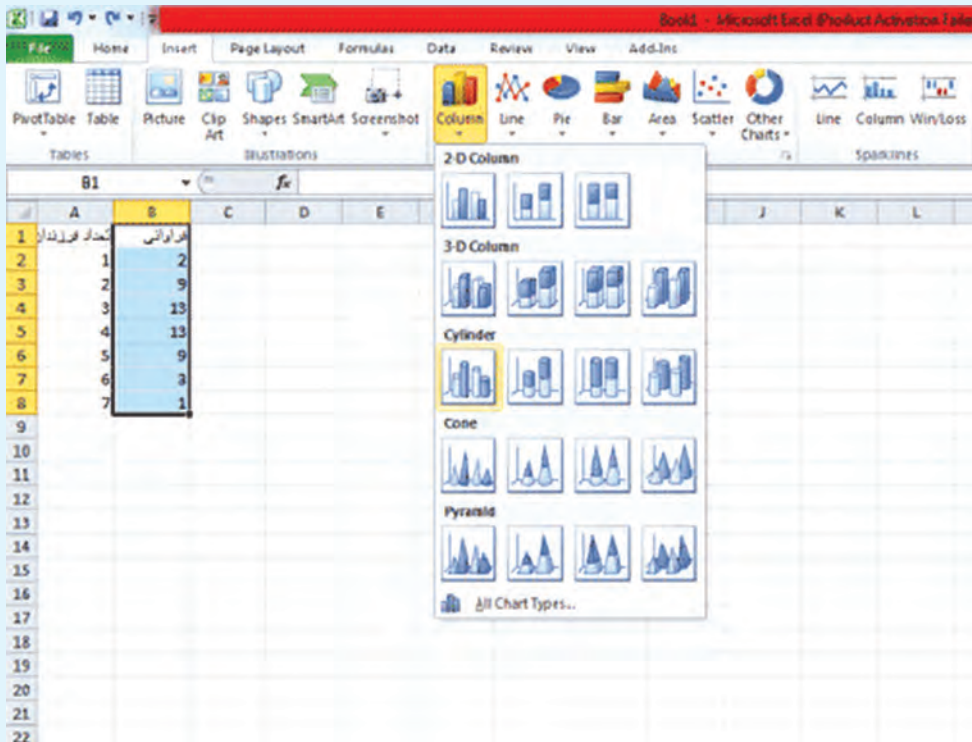 Book1 - Microsoft Excel (Product Activation Faile
File Home Insert Page Layout Formulas Data Review View Add-Ins
PivotTable Table Picture Clip Art Shapes SmartArt Screenshot Column Line Pie Bar Area Scatter Other Charts Line Column Win/Loss
Tables Illustrations Sparklines
B1 fx
A B C D E J K L
1 تعداد فرزندان فراوانی
2 1 2
3 2 9
4 3 13
5 4 13
6 5 9
7 6 3
8 7 1
9
10
11
12
13
14
15
16
17
18
19
20
21
22
2-D Column
3-D Column
Cylinder
Cone
Pyramid
All Chart Types...